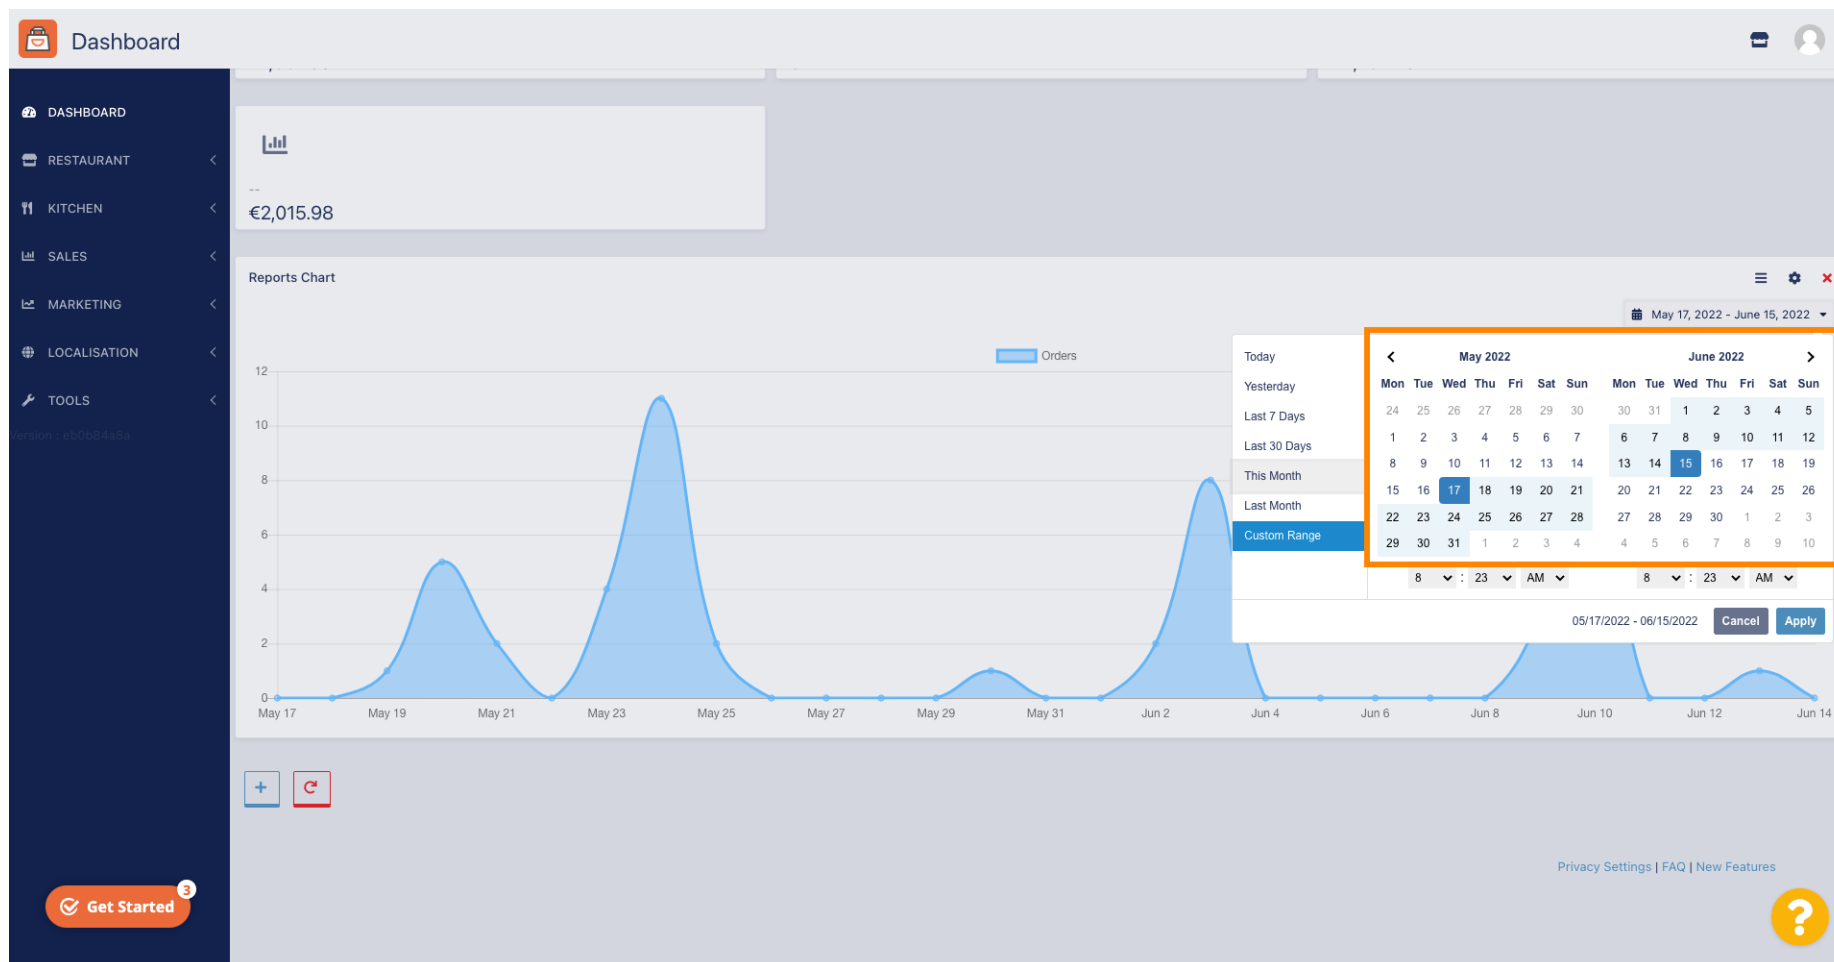 Dashboard
DASHBOARD
RESTAURANT
KITCHEN
SALES
MARKETING
LOCALISATION
TOOLS
Version : eb0b84a8a
--
€2,015.98
Reports Chart
May 17, 2022 - June 15, 2022
Orders
12
10
8
6
4
2
0
May 17 May 19 May 21 May 23 May 25 May 27 May 29 May 31 Jun 2 Jun 4 Jun 6 Jun 8 Jun 10 Jun 12 Jun 14
Today
Yesterday
Last 7 Days
Last 30 Days
This Month
Last Month
Custom Range
May 2022
Mon Tue Wed Thu Fri Sat Sun
24 25 26 27 28 29 30
1 2 3 4 5 6 7
8 9 10 11 12 13 14
15 16 17 18 19 20 21
22 23 24 25 26 27 28
29 30 31 1 2 3 4
8 : 23 AM
June 2022
Mon Tue Wed Thu Fri Sat Sun
30 31 1 2 3 4 5
6 7 8 9 10 11 12
13 14 15 16 17 18 19
20 21 22 23 24 25 26
27 28 29 30 1 2 3
4 5 6 7 8 9 10
8 : 23 AM
05/17/2022 - 06/15/2022 Cancel Apply
Privacy Settings | FAQ | New Features
Get Started
3
?